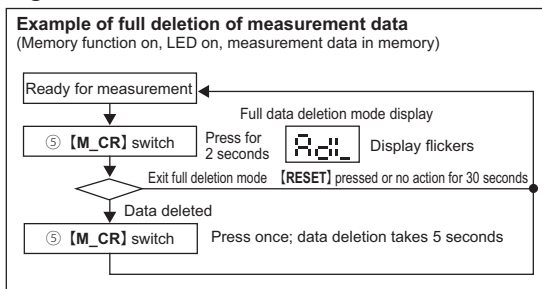 Example of full deletion of measurement data
(Memory function on, LED on, measurement data in memory)
Ready for measurement
Full data deletion mode display
⑤【M_CR】switch
Press for
2 seconds
AdL
Display flickers
Exit full deletion mode 【RESET】pressed or no action for 30 seconds
Data deleted
⑤【M_CR】switch
Press once; data deletion takes 5 seconds